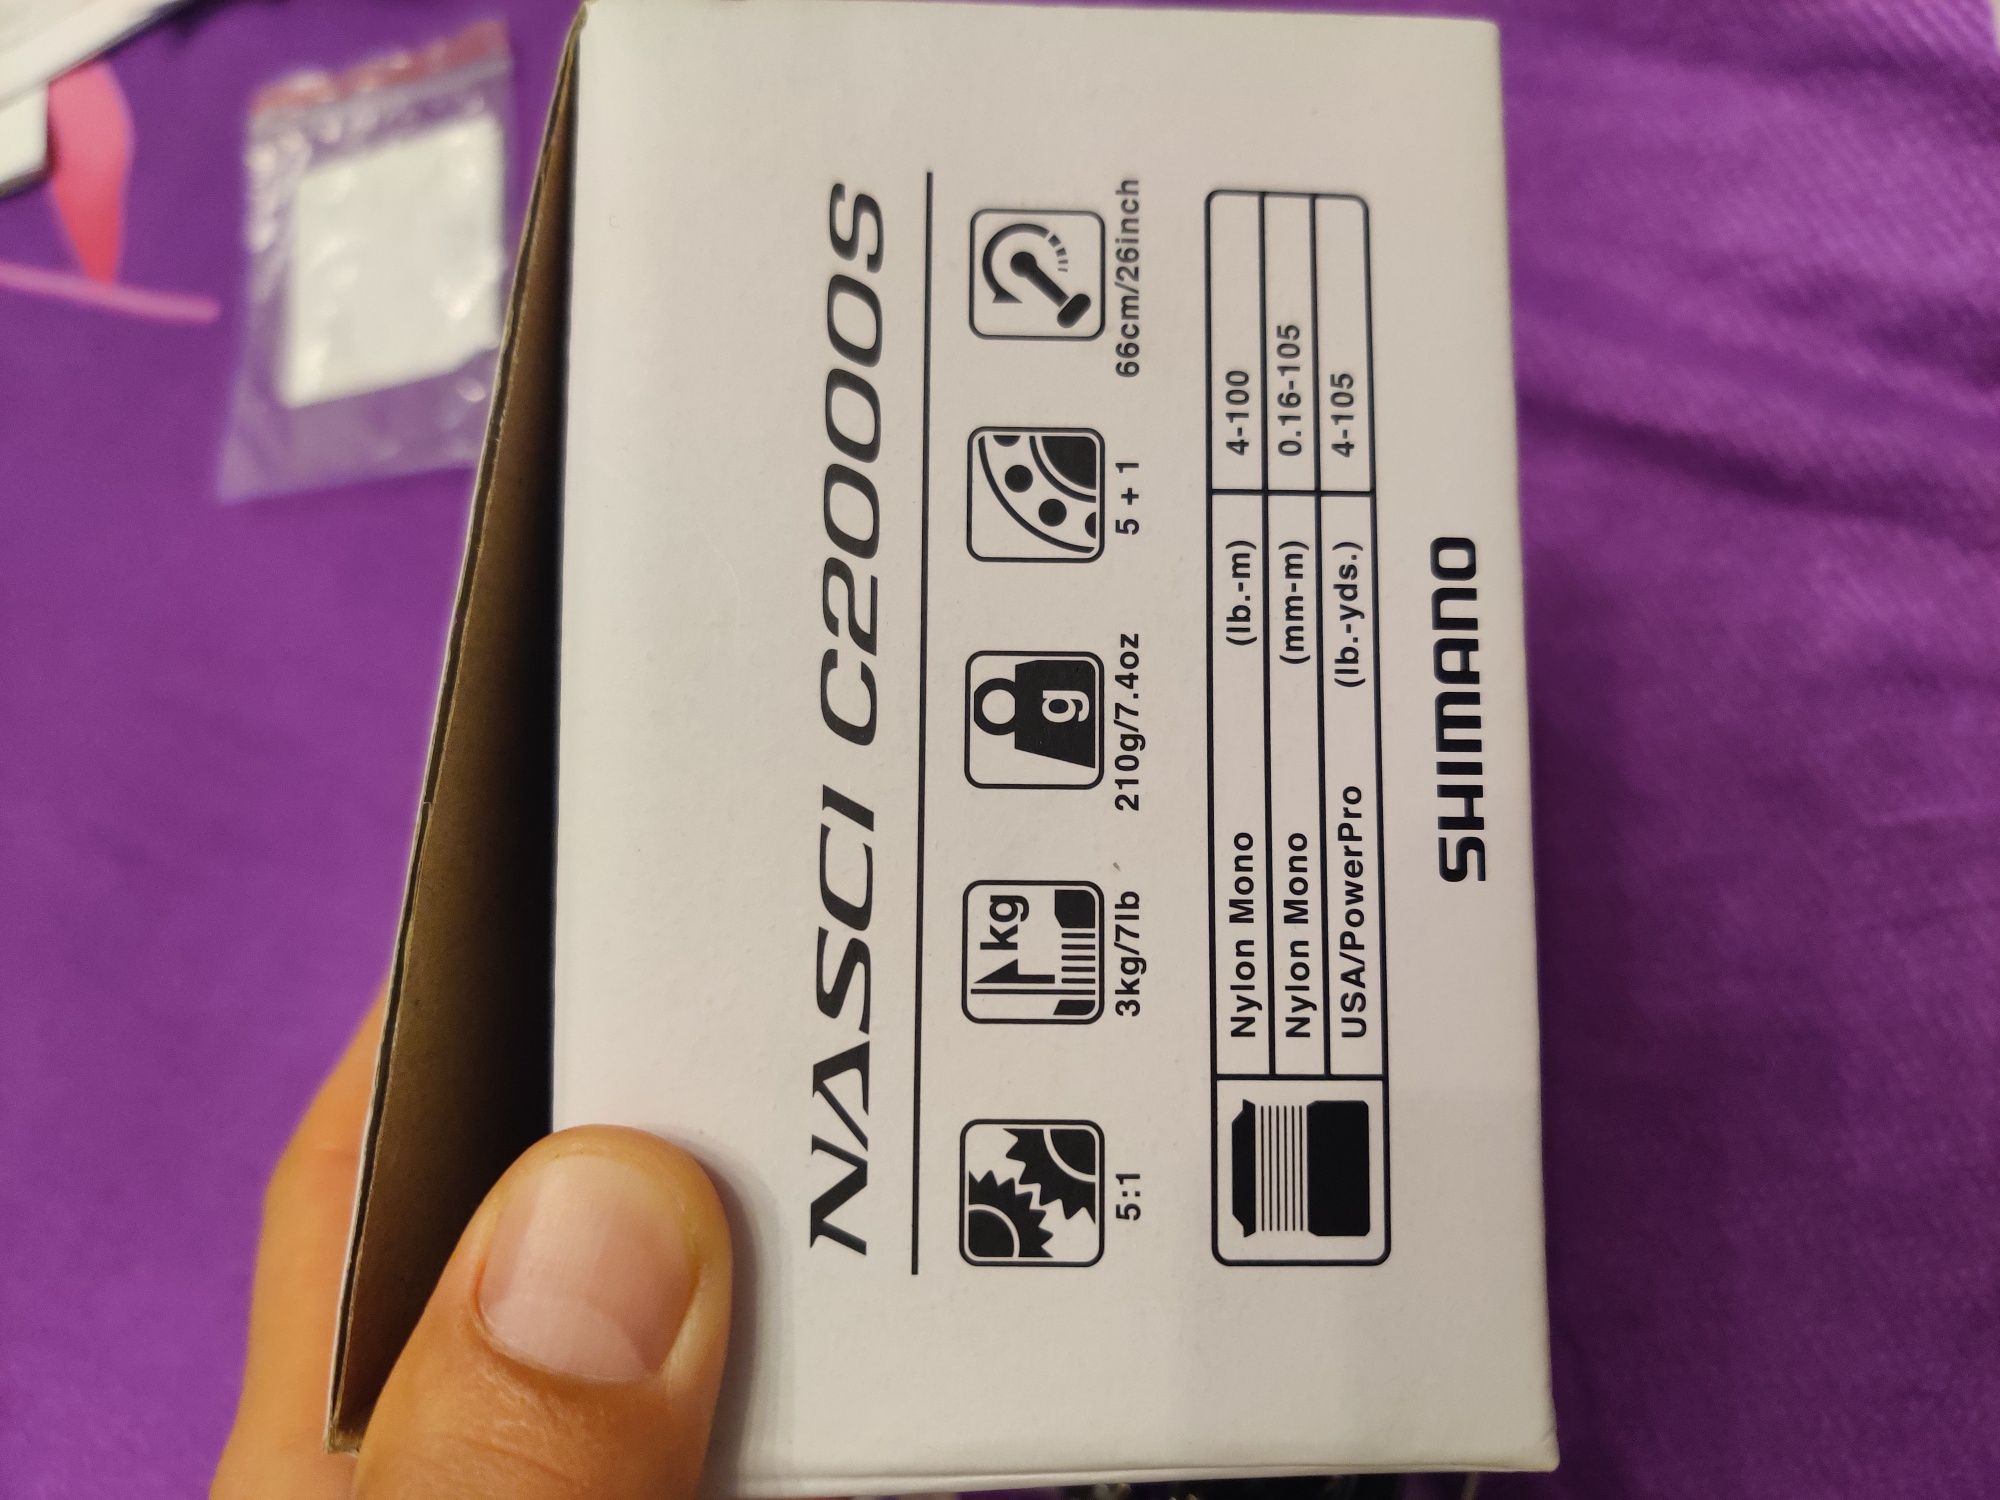 NASCI C2000S
5:1
kg
3kg/7lb
g
210g/7.4oz
5 + 1
66cm/26inch
Nylon Mono (lb.-m) 4-100
Nylon Mono (mm-m) 0.16-105
USA/PowerPro (lb.-yds.) 4-105
SHIMANO